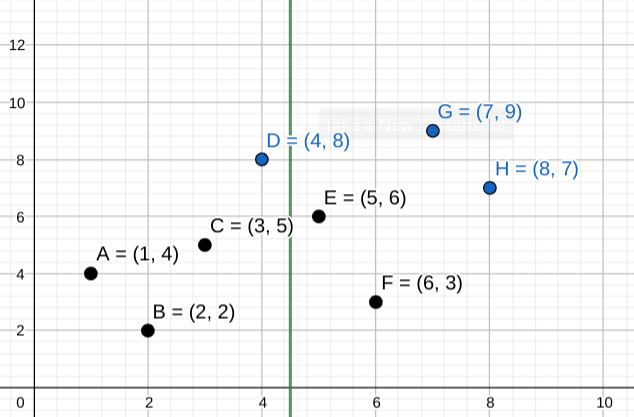 12
10
G = (7, 9)
D = (4, 8)
8
H = (8, 7)
E = (5, 6)
6
C = (3, 5)
A = (1, 4)
4
F = (6, 3)
B = (2, 2)
2
0 2 4 6 8 10